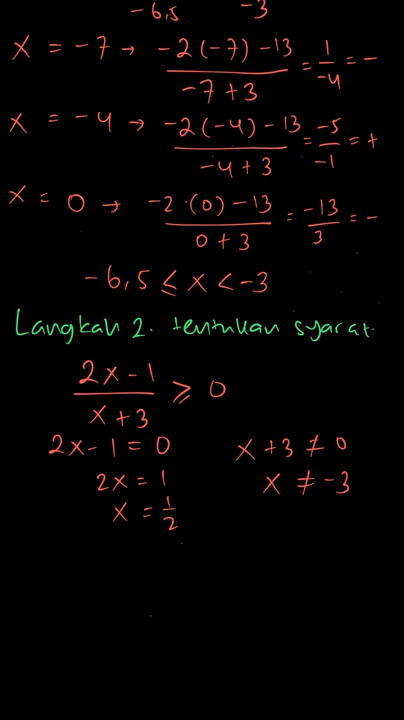 -6,5 -3
x = -7 → -2(-7)-13 / -7+3 = 1/-4 = -
x = -4 → -2(-4)-13 / -4+3 = -5/-1 = +
x = 0 → -2·(0)-13 / 0+3 = -13/3 = -
-6,5 ≤ x < -3
Langkah 2. tentukan syarat.
2x-1 / x+3 ≥ 0
2x-1 = 0 x+3 ≠ 0
2x = 1 x ≠ -3
x = 1/2